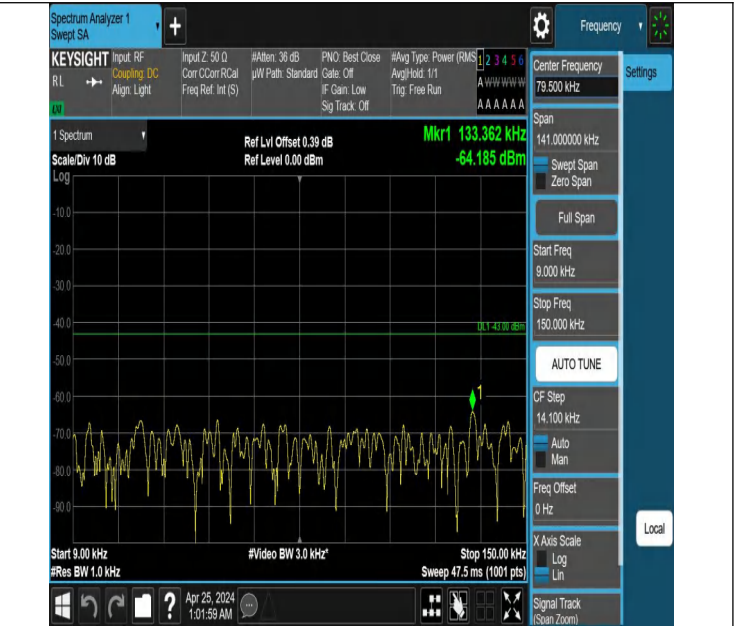 Spectrum Analyzer 1
Swept SA
+
Frequency
KEYSIGHT
RL
Input: RF
Coupling: DC
Align: Light
Input Z: 50 Ω
Corr CCorr RCal
Freq Ref: Int (S)
#Atten: 36 dB
µW Path: Standard
PNO: Best Close
Gate: Off
IF Gain: Low
Sig Track: Off
#Avg Type: Power (RMS
Avg|Hold: 1/1
Trig: Free Run
1 2 3 4 5 6
A W W W W W
A A A A A A
1 Spectrum
Scale/Div 10 dB
Ref Lvl Offset 0.39 dB
Ref Level 0.00 dBm
Mkr1 133.362 kHz
-64.185 dBm
Log
-10.0
-20.0
-30.0
-40.0
DL1 -43.00 dBm
-50.0
-60.0
1
-70.0
-80.0
-90.0
Start 9.00 kHz
#Video BW 3.0 kHz*
Stop 150.00 kHz
#Res BW 1.0 kHz
Sweep 47.5 ms (1001 pts)
?
Apr 25, 2024
1:01:59 AM
Center Frequency
79.500 kHz
Settings
Span
141.000000 kHz
Swept Span
Zero Span
Full Span
Start Freq
9.000 kHz
Stop Freq
150.000 kHz
AUTO TUNE
CF Step
14.100 kHz
Auto
Man
Freq Offset
0 Hz
Local
X Axis Scale
Log
Lin
Signal Track
(Span Zoom)